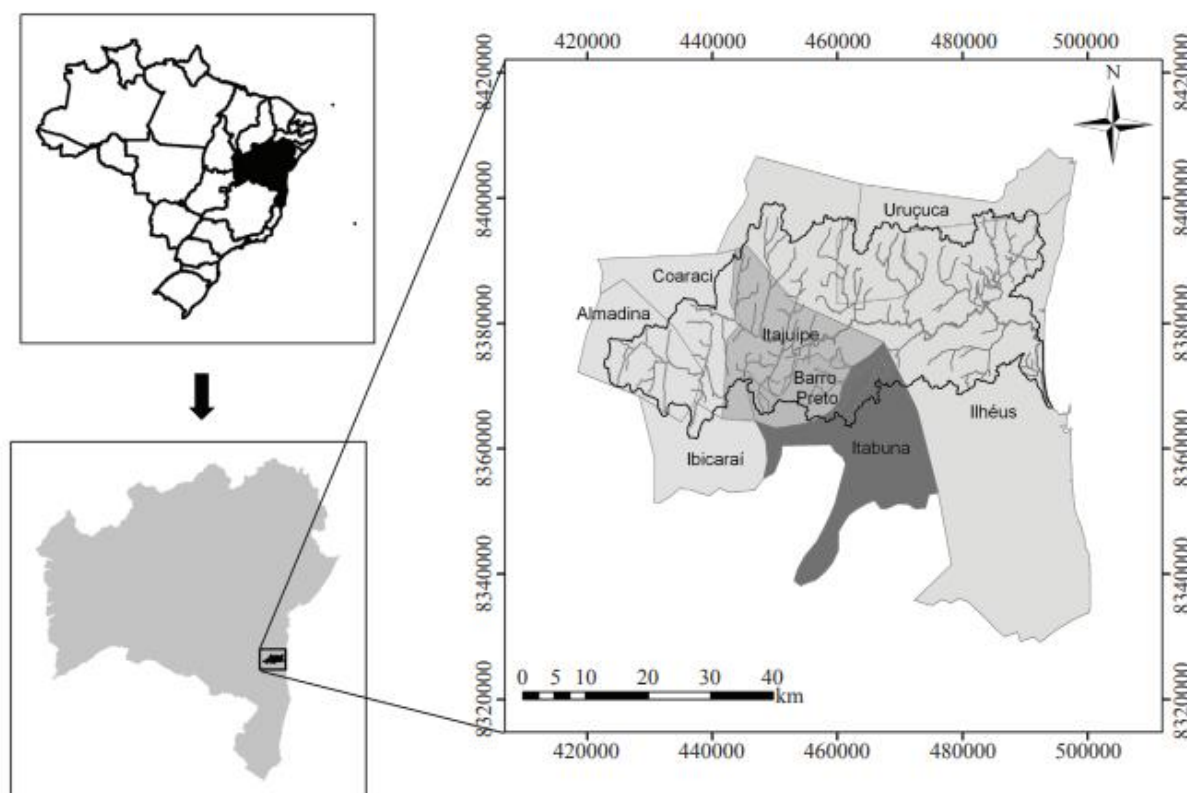 420000 440000 460000 480000 500000
8420000 8420000
N
8400000 8400000
Uruçuca
Coaraci
Almadina
8380000 8380000
Itajuipe
Barro
Preto
Ilhéus
8360000 8360000
Ibicaraí
Itabuna
8340000 8340000
0 5 10 20 30 40
km
8320000 8320000
420000 440000 460000 480000 500000